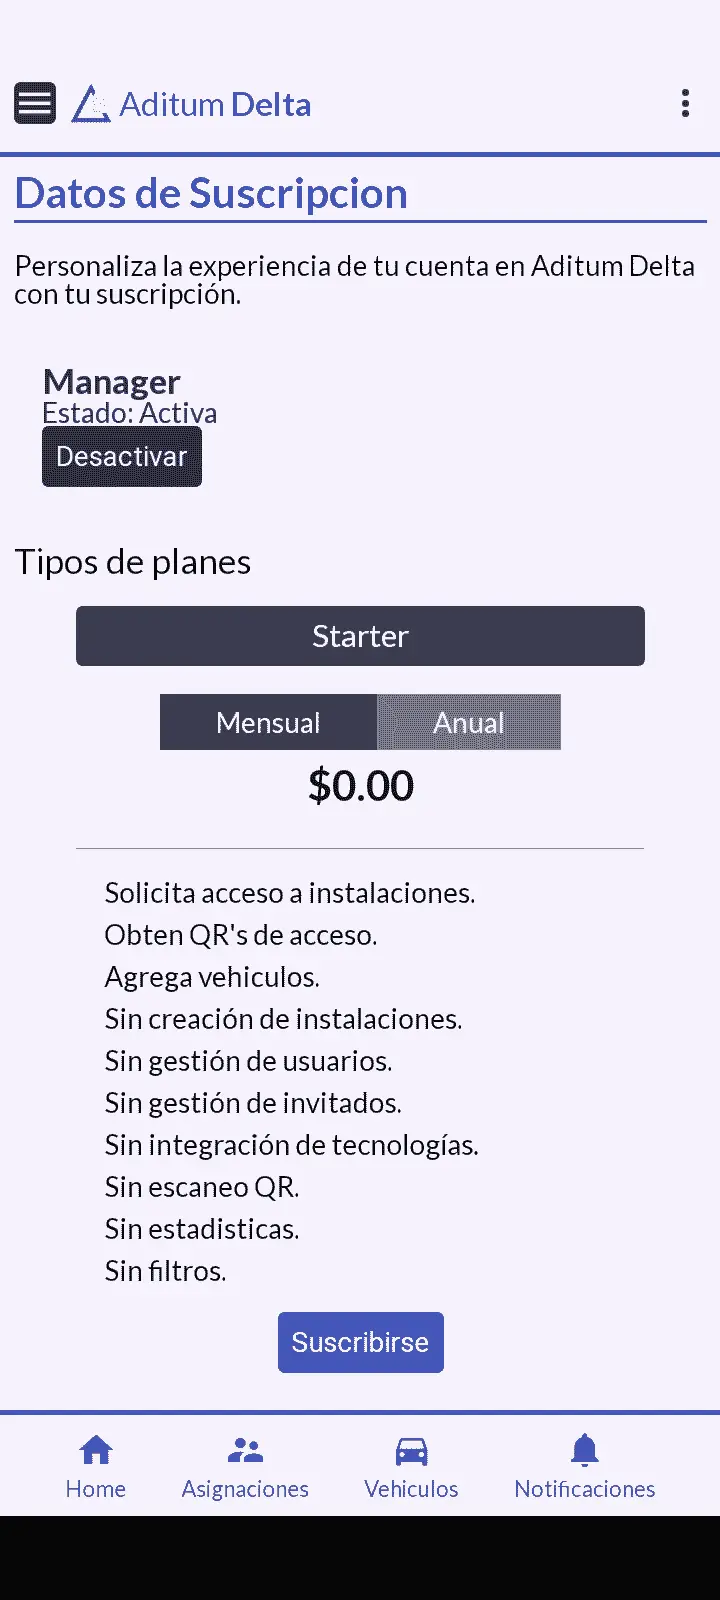 Aditum Delta
Datos de Suscripcion
Personaliza la experiencia de tu cuenta en Aditum Delta
con tu suscripción.
Manager
Estado: Activa
Desactivar
Tipos de planes
Starter
Mensual Anual
$0.00
Solicita acceso a instalaciones.
Obten QR's de acceso.
Agrega vehiculos.
Sin creación de instalaciones.
Sin gestión de usuarios.
Sin gestión de invitados.
Sin integración de tecnologías.
Sin escaneo QR.
Sin estadisticas.
Sin filtros.
Suscribirse
Home Asignaciones Vehiculos Notificaciones